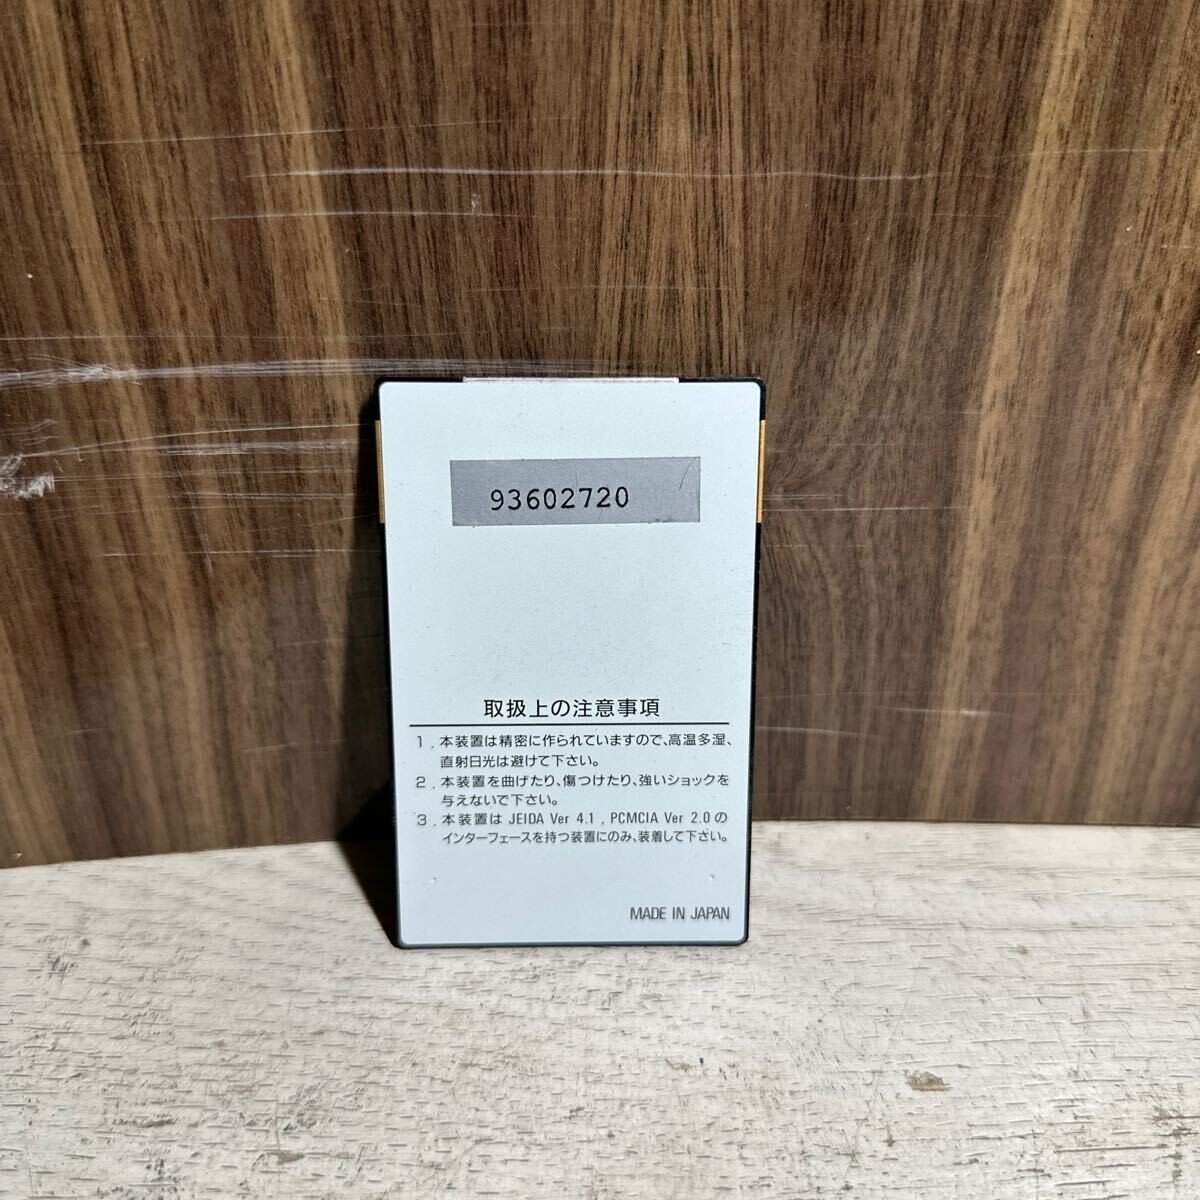 93602720
取扱上の注意事項
1. 本装置は精密に作られていますので、高温多湿、
直射日光は避けて下さい。
2. 本装置を曲げたり、傷つけたり、強いショックを
与えないで下さい。
3. 本装置は JEIDA Ver 4.1 , PCMCIA Ver 2.0 の
インターフェースを持つ装置にのみ、装着して下さい。
MADE IN JAPAN